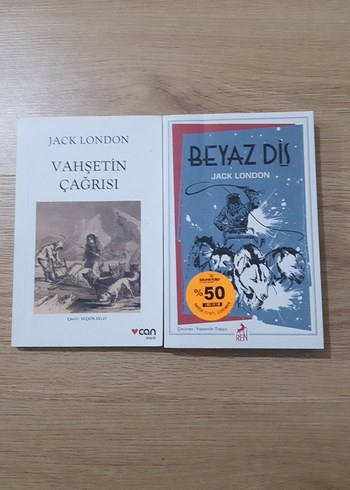 JACK LONDON
VAHŞETİN
ÇAĞRISI
can
BEYAZ DİŞ
JACK LONDON
%50
REN